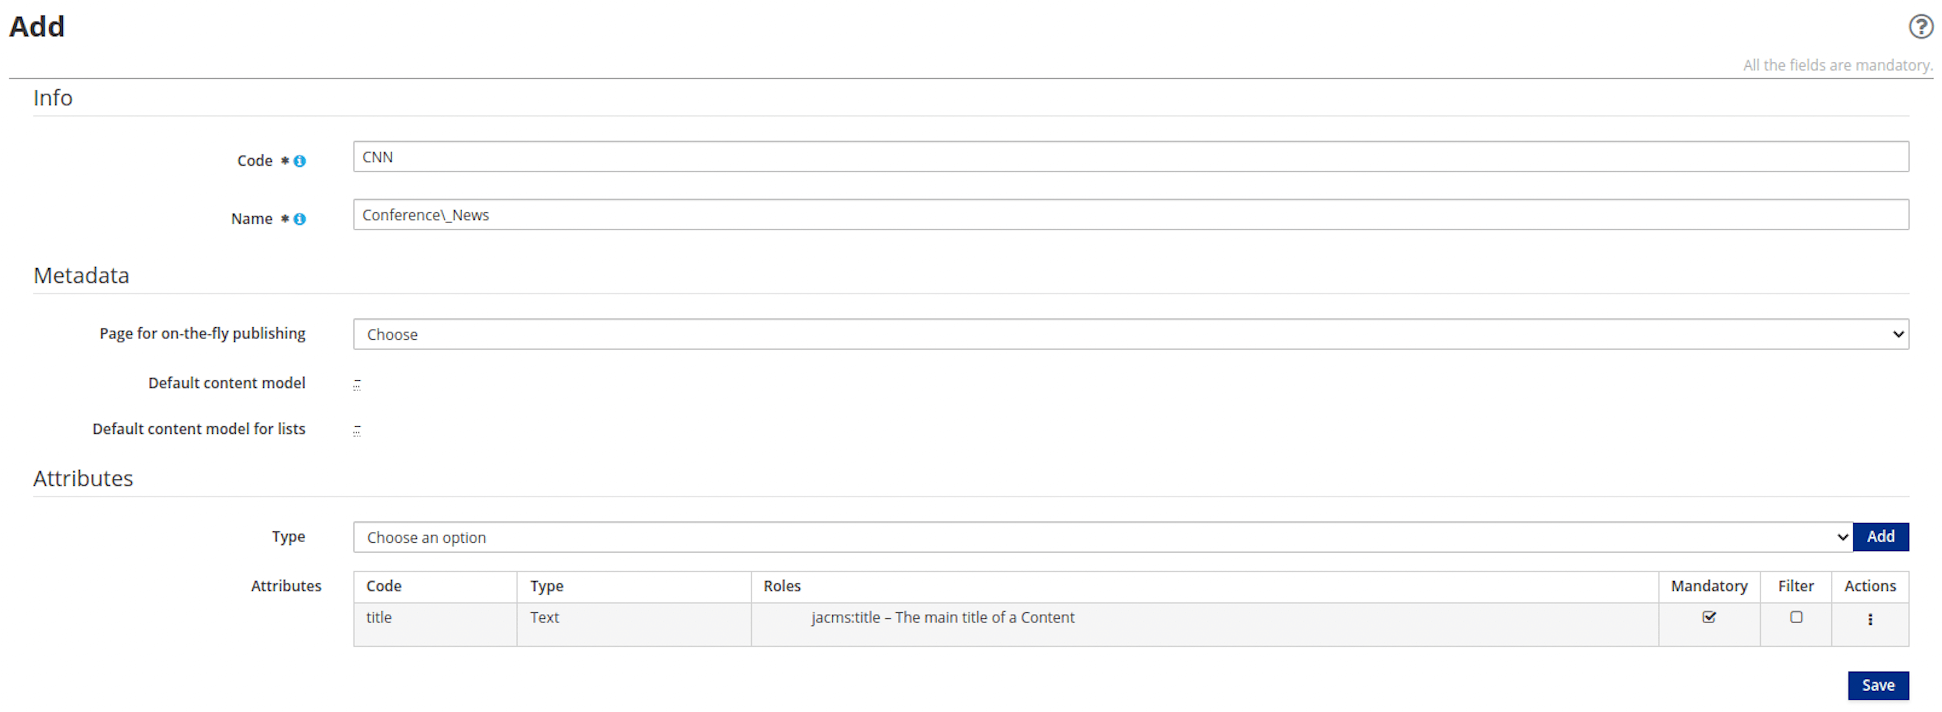 Add
All the fields are mandatory.
Info
Code * CNN
Name * Conference\_News
Metadata
Page for on-the-fly publishing Choose
Default content model --
Default content model for lists --
Attributes
Type Choose an option Add
Attributes Code Type Roles Mandatory Filter Actions
title Text jacms:title – The main title of a Content
Save